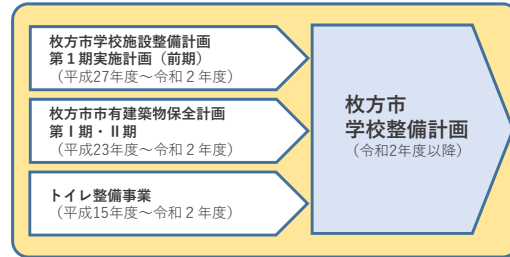 枚方市学校施設整備計画
第１期実施計画（前期）
（平成27年度～令和２年度）
枚方市市有建築物保全計画
第Ⅰ期・Ⅱ期
（平成23年度～令和２年度）
トイレ整備事業
（平成15年度～令和２年度）
枚方市
学校整備計画
（令和2年度以降）